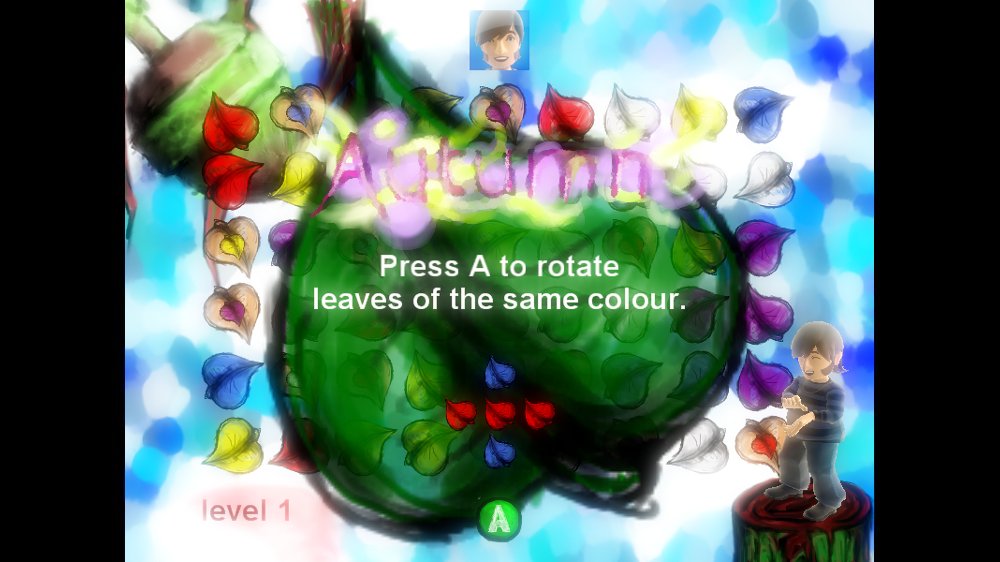 Autumn
Press A to rotate
leaves of the same colour.
A
level 1